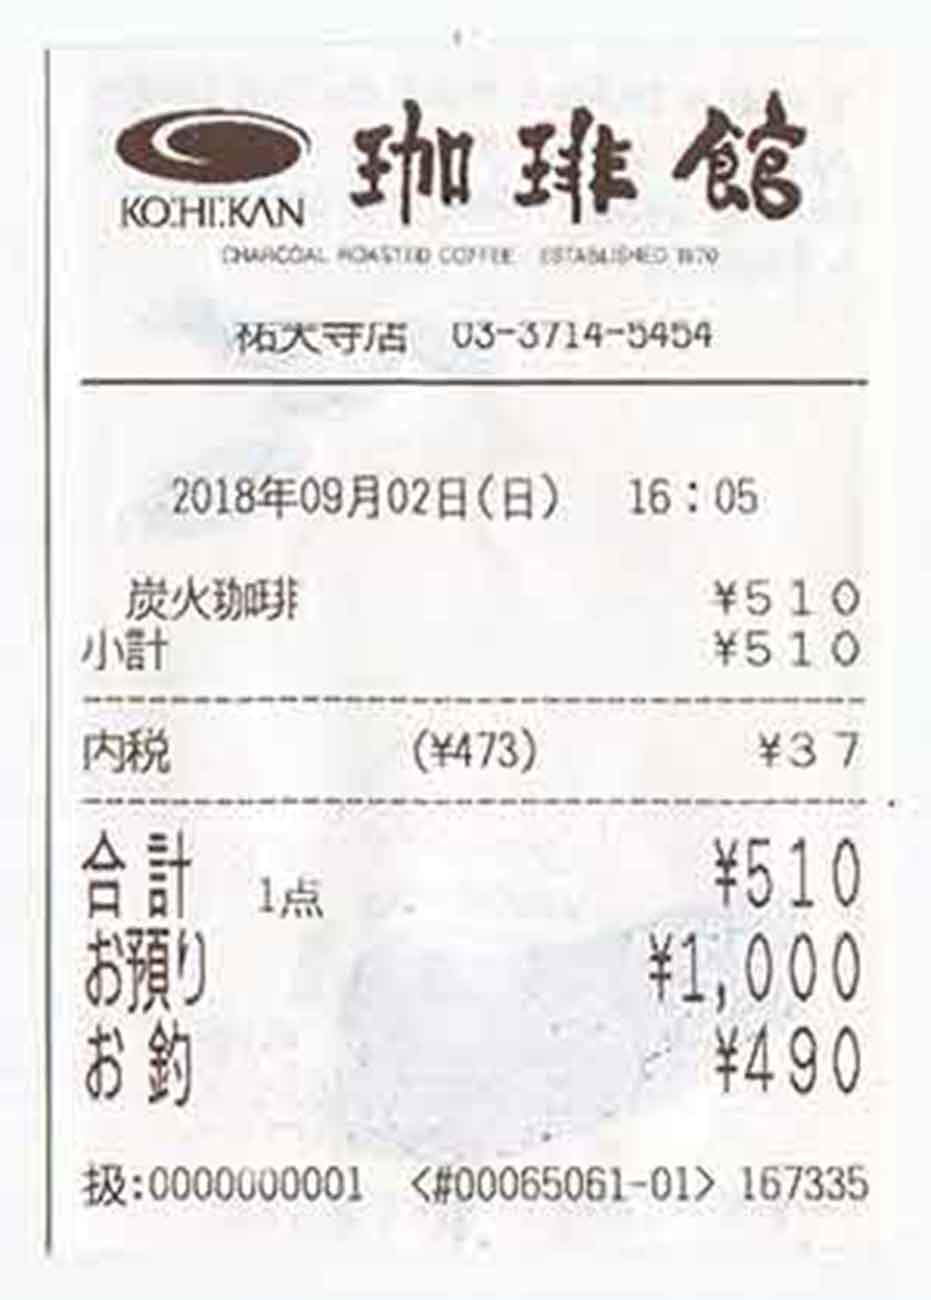 珈琲館
KO:HI:KAN
CHARCOAL ROASTED COFFEE ESTABLISHED 1970
祐天寺店 03-3714-5454
2018年09月02日(日) 16:05
炭火珈琲 ¥510
小計 ¥510
内税 (¥473) ¥37
合計 1点 ¥510
お預り ¥1,000
お釣 ¥490
扱:0000000001 <#00065061-01> 167335